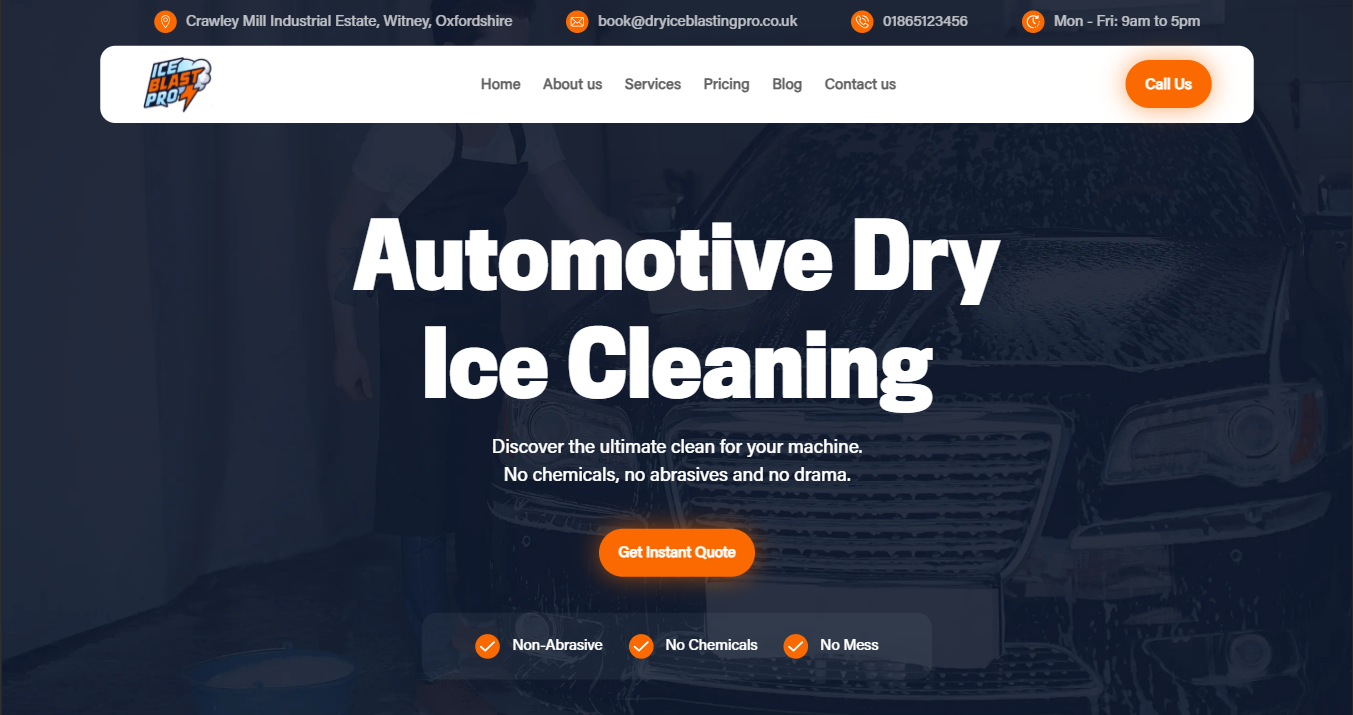 Crawley Mill Industrial Estate, Witney, Oxfordshire
book@dryiceblastingpro.co.uk
01865123456
Mon - Fri: 9am to 5pm
ICE
BLAST
PRO
Home
About us
Services
Pricing
Blog
Contact us
Call Us
Automotive Dry
Ice Cleaning
Discover the ultimate clean for your machine.
No chemicals, no abrasives and no drama.
Get Instant Quote
Non-Abrasive
No Chemicals
No Mess